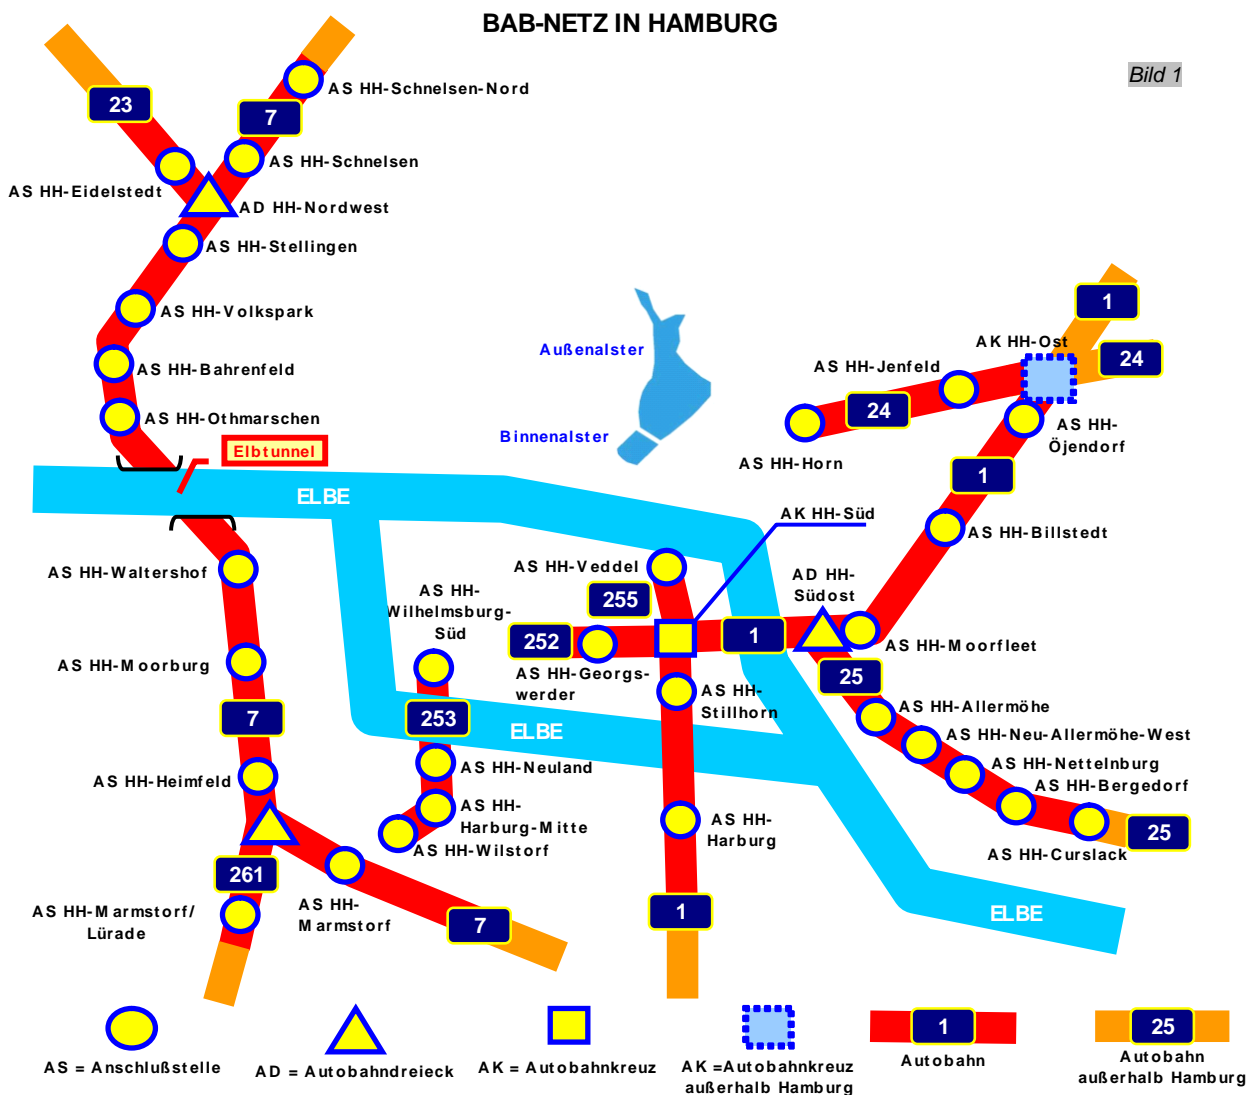 BAB-NETZ IN HAMBURG
Bild 1
23
7
AS HH-Schnelsen-Nord
AS HH-Schnelsen
AS HH-Eidelstedt
AD HH-Nordwest
AS HH-Stellingen
AS HH-Volkspark
AS HH-Bahrenfeld
AS HH-Othmarschen
Elbtunnel
ELBE
Außenalster
Binnenalster
1
24
AK HH-Ost
AS HH-Jenfeld
24
AS HH-Horn
AS HH-
Öjendorf
1
AS HH-Billstedt
AK HH-Süd
AS HH-Veddel
255
AD HH-
Südost
252
1
AS HH-Moorfleet
AS HH-Georgs-
werder
25
AS HH-
Stillhorn
AS HH-Allermöhe
AS HH-Neu-Allermöhe-West
AS HH-Nettelnburg
AS HH-Bergedorf
25
AS HH-Curslack
AS HH-Waltershof
AS HH-
Wilhelmsburg-
Süd
AS HH-Moorburg
7
253
ELBE
AS HH-Heimfeld
AS HH-Neuland
AS HH-
Harburg-Mitte
AS HH-Wilstorf
AS HH-
Harburg
261
AS HH-Marmstorf/
Lürade
AS HH-
Marmstorf
7
1
ELBE
AS = Anschlußstelle
AD = Autobahndreieck
AK = Autobahnkreuz
AK =Autobahnkreuz
außerhalb Hamburg
1
Autobahn
25
Autobahn
außerhalb Hamburg